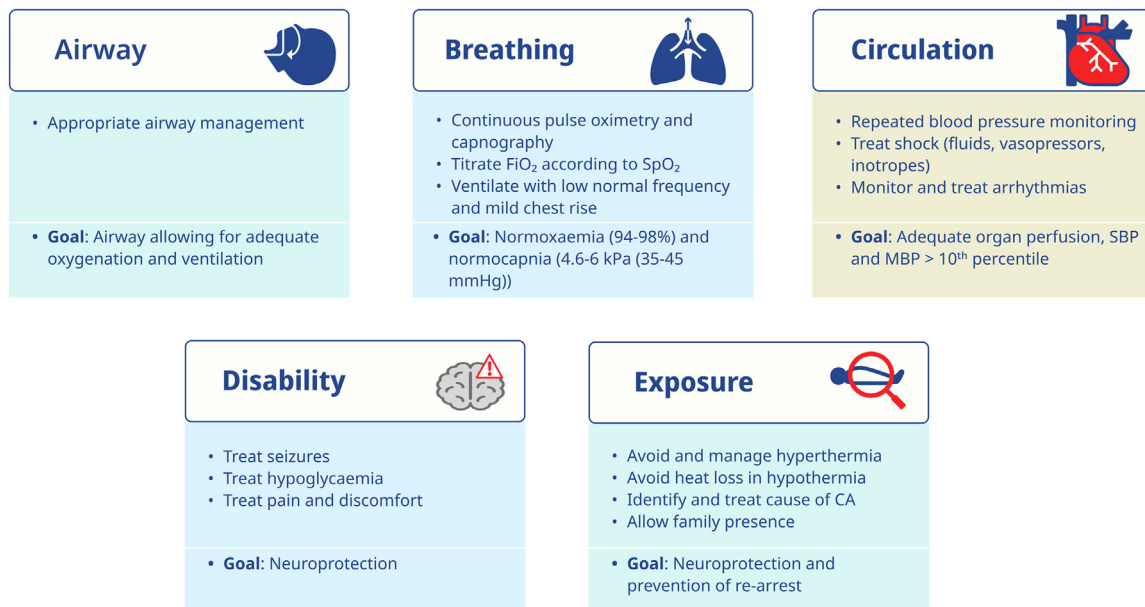 Airway
• Appropriate airway management
• Goal: Airway allowing for adequate
oxygenation and ventilation
Breathing
• Continuous pulse oximetry and
capnography
• Titrate FiO₂ according to SpO₂
• Ventilate with low normal frequency
and mild chest rise
• Goal: Normoxaemia (94-98%) and
normocapnia (4.6-6 kPa (35-45
mmHg))
Circulation
• Repeated blood pressure monitoring
• Treat shock (fluids, vasopressors,
inotropes)
• Monitor and treat arrhythmias
• Goal: Adequate organ perfusion, SBP
and MBP > 10ᵗʰ percentile
Disability
• Treat seizures
• Treat hypoglycaemia
• Treat pain and discomfort
• Goal: Neuroprotection
Exposure
• Avoid and manage hyperthermia
• Avoid heat loss in hypothermia
• Identify and treat cause of CA
• Allow family presence
• Goal: Neuroprotection and
prevention of re-arrest